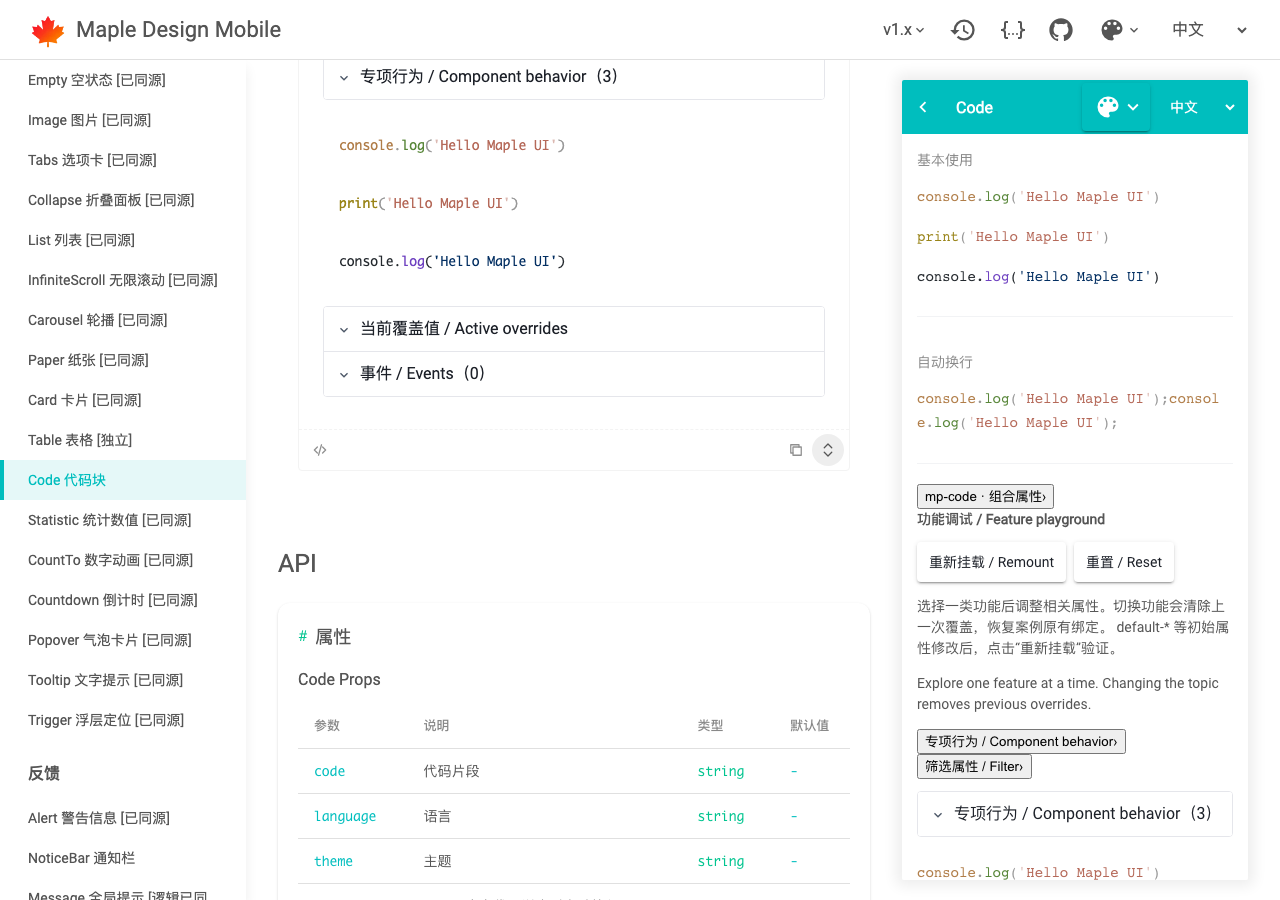 Maple Design Mobile
v1.x
中文
Empty 空状态 [已同源]
Image 图片 [已同源]
Tabs 选项卡 [已同源]
Collapse 折叠面板 [已同源]
List 列表 [已同源]
InfiniteScroll 无限滚动 [已同源]
Carousel 轮播 [已同源]
Paper 纸张 [已同源]
Card 卡片 [已同源]
Table 表格 [独立]
Code 代码块
Statistic 统计数值 [已同源]
CountTo 数字动画 [已同源]
Countdown 倒计时 [已同源]
Popover 气泡卡片 [已同源]
Tooltip 文字提示 [已同源]
Trigger 浮层定位 [已同源]
反馈
Alert 警告信息 [已同源]
NoticeBar 通知栏
Message 全局提示 [逻辑已同
专项行为 / Component behavior（3）
console.log('Hello Maple UI')
print('Hello Maple UI')
console.log('Hello Maple UI')
当前覆盖值 / Active overrides
事件 / Events（0）
API
# 属性
Code Props
参数 说明 类型 默认值
code 代码片段 string -
language 语言 string -
theme 主题 string -
Code
中文
基本使用
console.log('Hello Maple UI')
print('Hello Maple UI')
console.log('Hello Maple UI')
自动换行
console.log('Hello Maple UI');consol
e.log('Hello Maple UI');
mp-code · 组合属性›
功能调试 / Feature playground
重新挂载 / Remount
重置 / Reset
选择一类功能后调整相关属性。切换功能会清除上
一次覆盖，恢复案例原有绑定。 default-* 等初始属
性修改后，点击“重新挂载”验证。
Explore one feature at a time. Changing the topic
removes previous overrides.
专项行为 / Component behavior›
筛选属性 / Filter›
专项行为 / Component behavior（3）
console.log('Hello Maple UI')